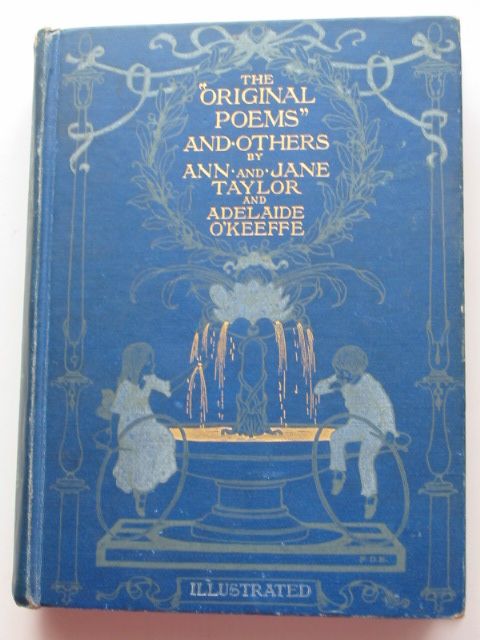 THE
"ORIGINAL
POEMS"
AND·OTHERS
BY
ANN·AND·JANE
TAYLOR
AND
ADELAIDE
O'KEEFFE
F·D·B·
ILLUSTRATED